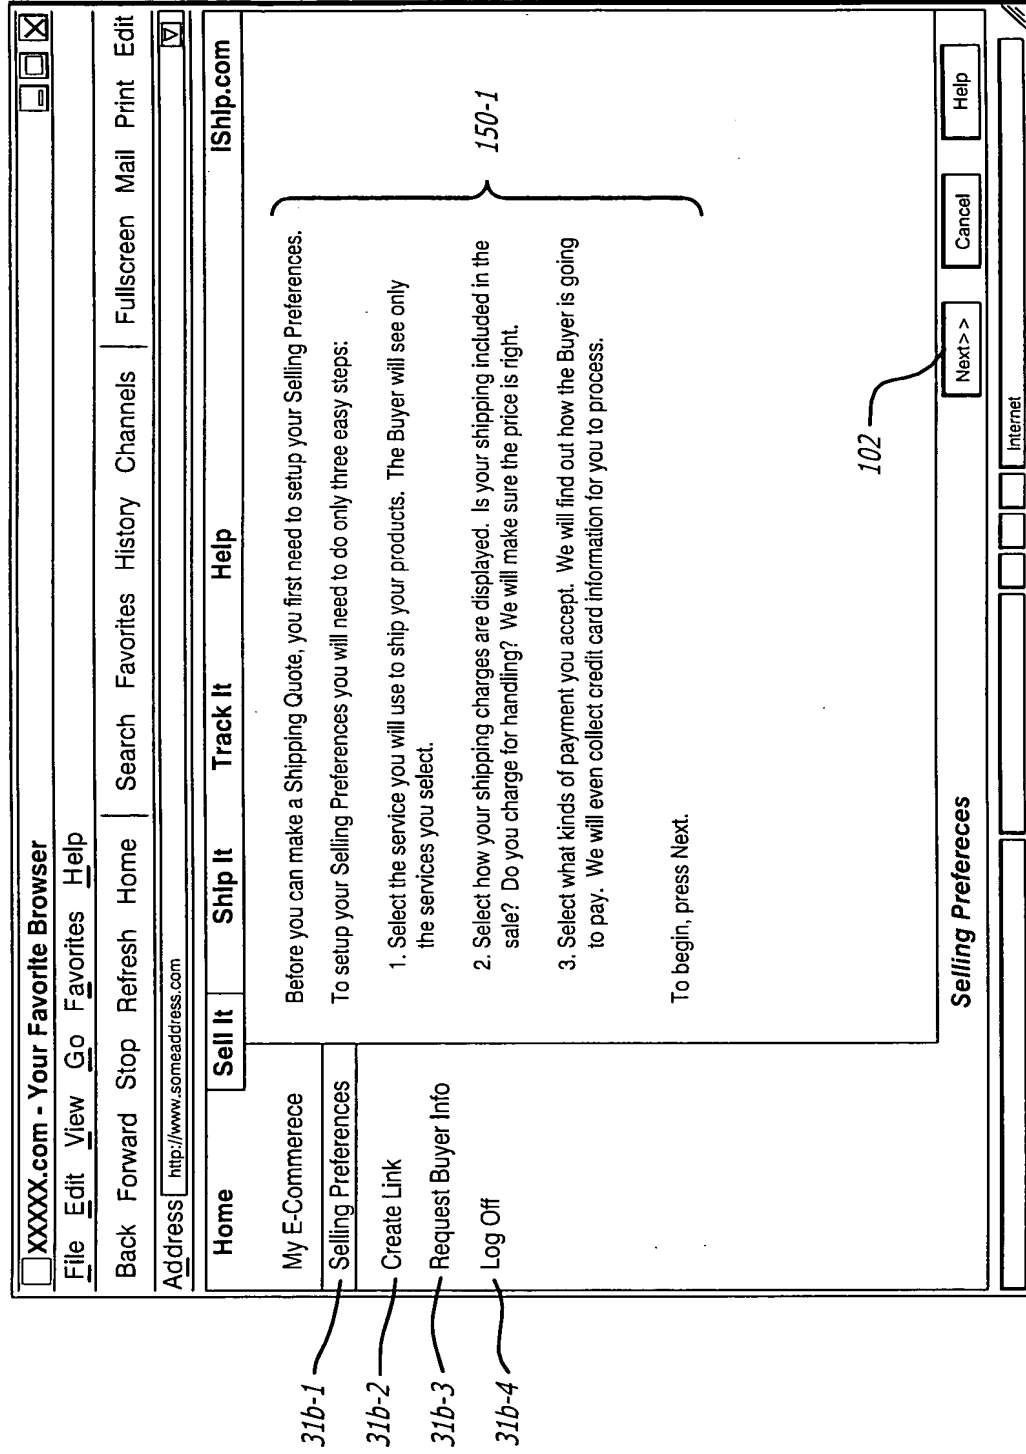 XXXXX.com - Your Favorite Browser
File Edit View Go Favorites Help
Back Forward Stop Refresh Home Search Favorites History Channels Fullscreen Mail Print Edit
Address http://www.someaddress.com
Home Sell It Ship It Track It Help IShip.com
My E-Commerece
31b-1 Selling Preferences
31b-2 Create Link
31b-3 Request Buyer Info
31b-4 Log Off
Before you can make a Shipping Quote, you first need to setup your Selling Preferences.
To setup your Selling Preferences you will need to do only three easy steps:
1. Select the service you will use to ship your products. The Buyer will see only
the services you select.
2. Select how your shipping charges are displayed. Is your shipping included in the
sale? Do you charge for handling? We will make sure the price is right.
3. Select what kinds of payment you accept. We will find out how the Buyer is going
to pay. We will even collect credit card information for you to process.
150-1
To begin, press Next.
102
Selling Prefereces
Next>> Cancel Help
Internet